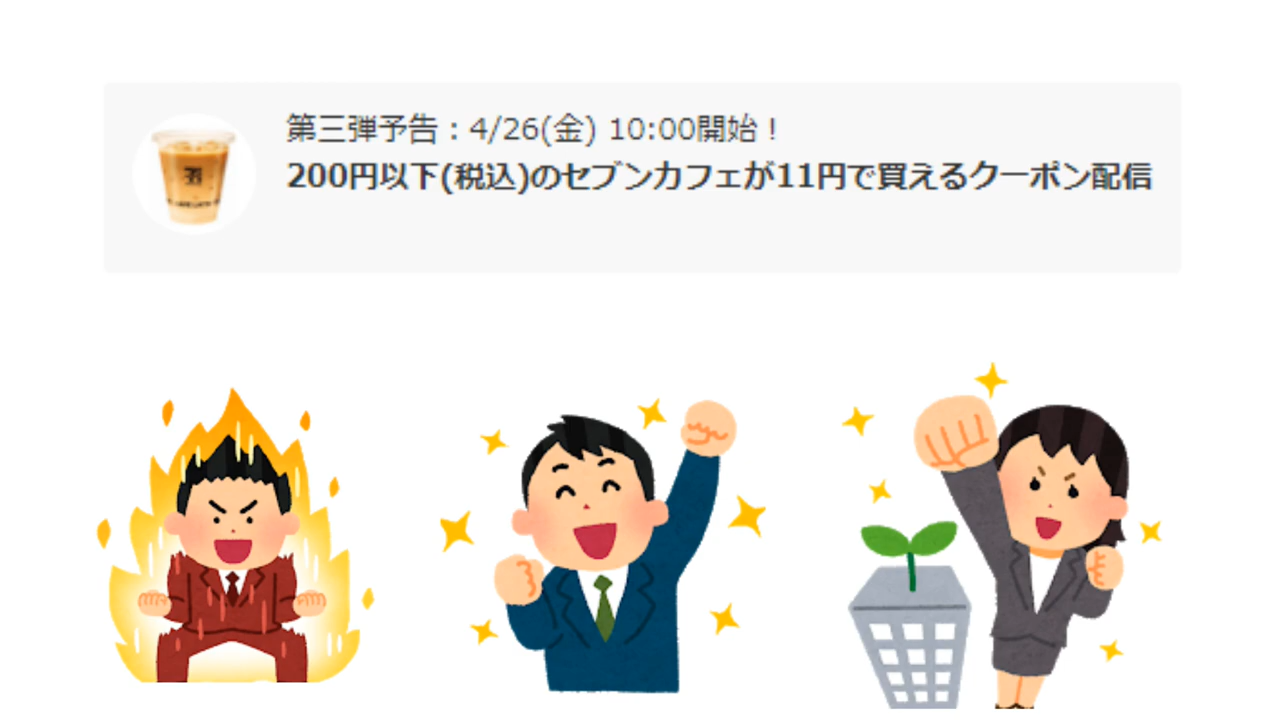 第三弾予告：4/26(金) 10:00開始！
200円以下(税込)のセブンカフェが11円で買えるクーポン配信